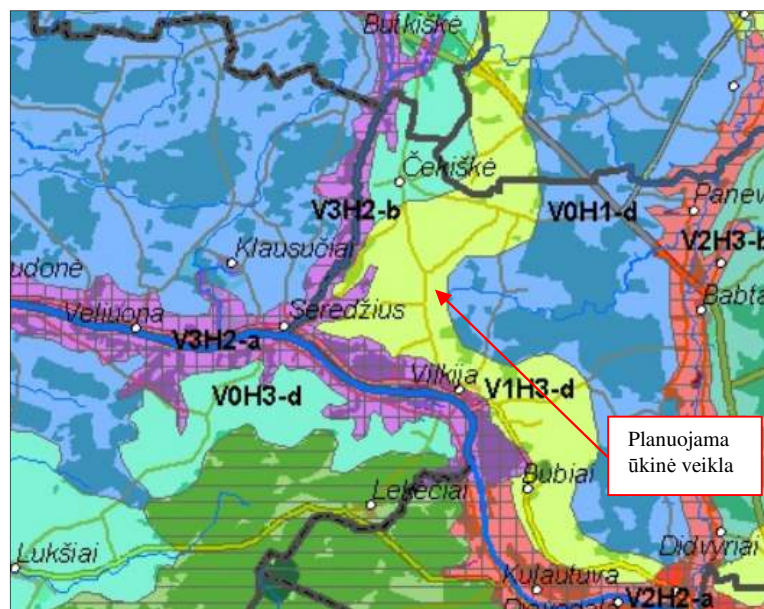 Butkiškė
Čekiškė
V3H2-b
V0H1-d
V2H3-b
Klausučiai
Babta
Veliuona
Seredžius
V3H2-a
Vilkija
V1H3-d
V0H3-d
Planuojama
ūkinė veikla
Bubiai
Lekėčiai
Lukšiai
Didvyriai
Kulautuva
V2H2-a